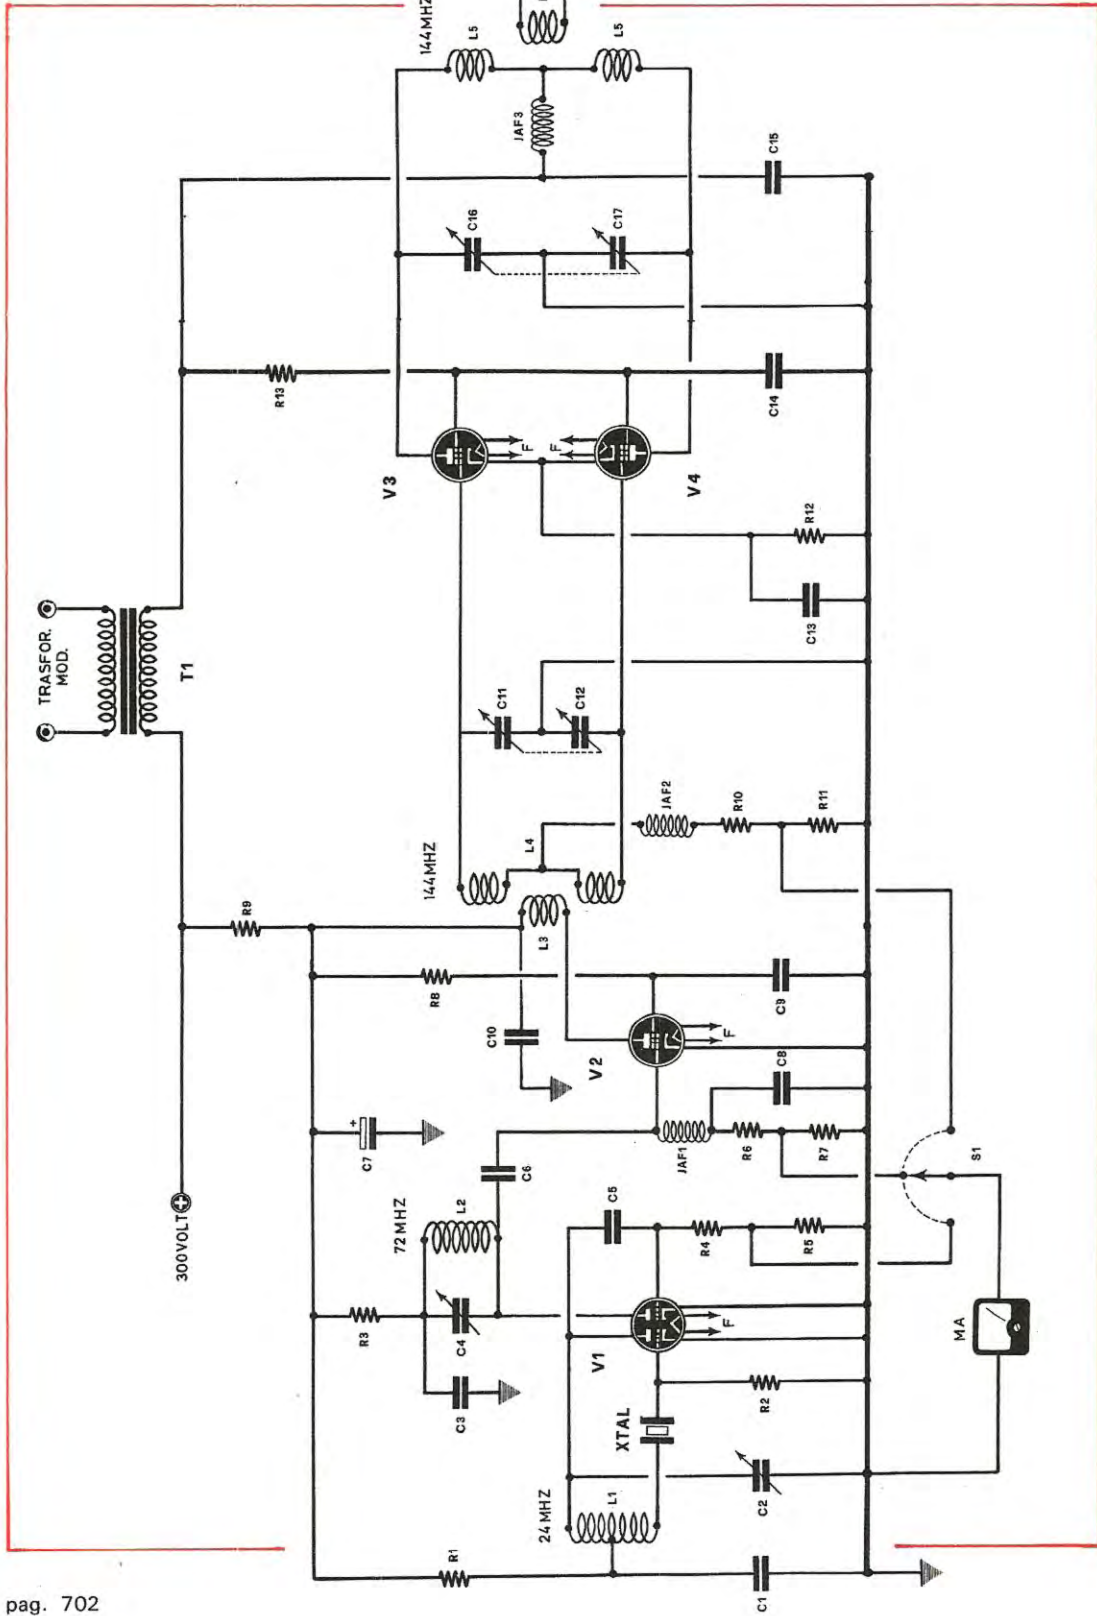 TRASFOR.
MOD.
T1
300VOLT
+
R9
R13
144MHZ
L5
L5
JAF3
C16
C17
C15
V3
V4
F
F
C14
R12
C13
C11
C12
144MHZ
L4
L3
JAF2
R10
R11
R8
C10
V2
F
C9
C8
C7
+
72MHZ
L2
C6
JAF1
R6
R7
S1
R3
C4
C3
C5
R4
R5
V1
F
MA
XTAL
R2
24MHZ
L1
C2
R1
C1
pag. 702